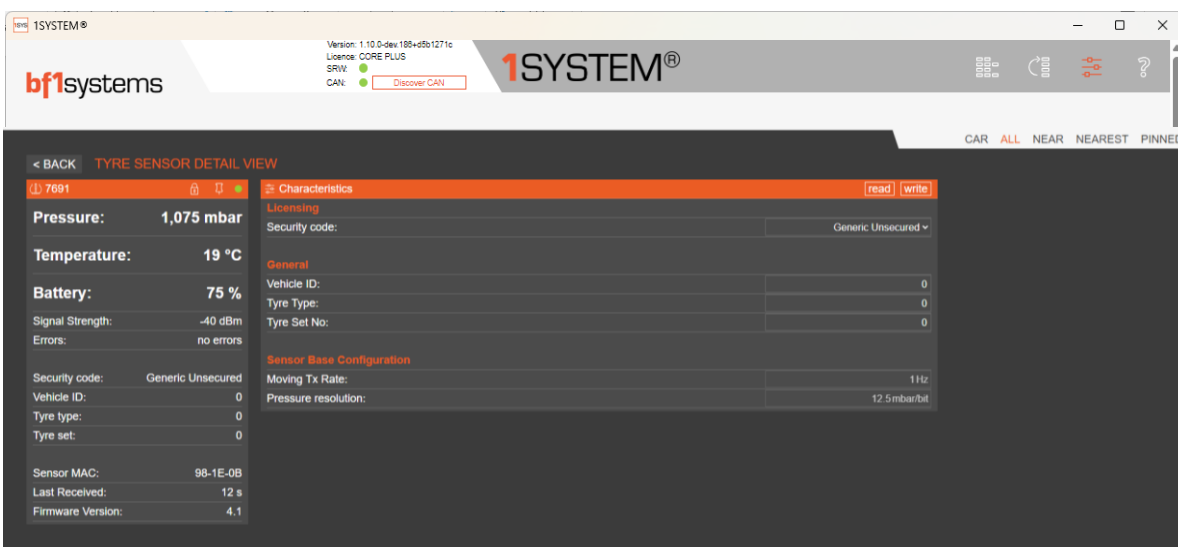 1SYS 1SYSTEM®
Version: 1.10.0-dev.186+d5b1271c
Licence: CORE PLUS
SRW:
CAN: Discover CAN
bf1systems
1SYSTEM®
CAR ALL NEAR NEAREST PINNED
< BACK TYRE SENSOR DETAIL VIEW
7691
Pressure: 1,075 mbar
Temperature: 19 °C
Battery: 75 %
Signal Strength: -40 dBm
Errors: no errors
Security code: Generic Unsecured
Vehicle ID: 0
Tyre type: 0
Tyre set: 0
Sensor MAC: 98-1E-0B
Last Received: 12 s
Firmware Version: 4.1
Characteristics read write
Licensing
Security code: Generic Unsecured
General
Vehicle ID: 0
Tyre Type: 0
Tyre Set No: 0
Sensor Base Configuration
Moving Tx Rate: 1Hz
Pressure resolution: 12.5mbar/bit